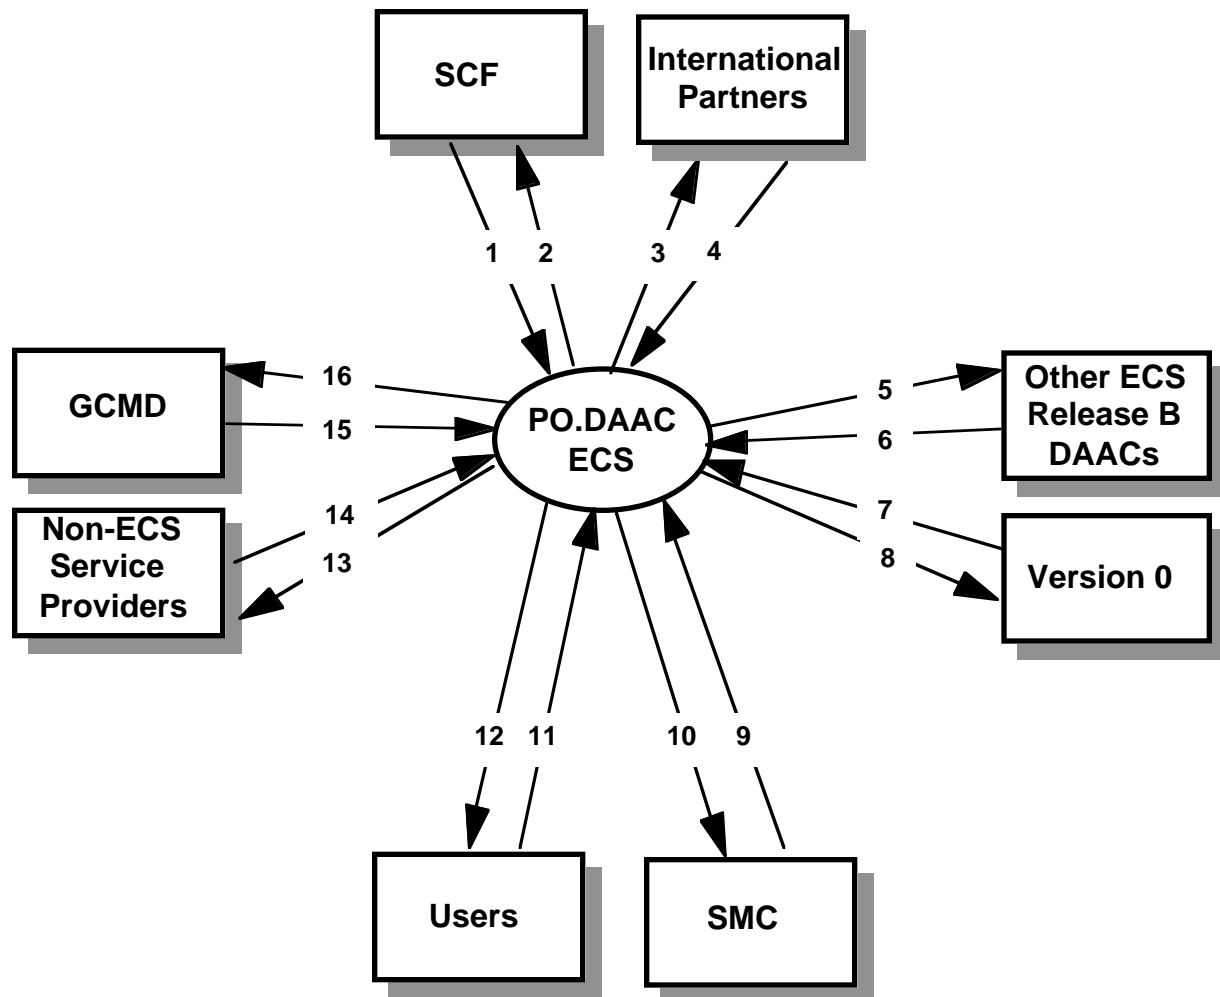 SCF
International
Partners
1
2
3
4
GCMD
16
15
PO.DAAC
ECS
5
6
Other ECS
Release B
DAACs
Non-ECS
Service
Providers
14
13
7
8
Version 0
12
11
10
9
Users
SMC